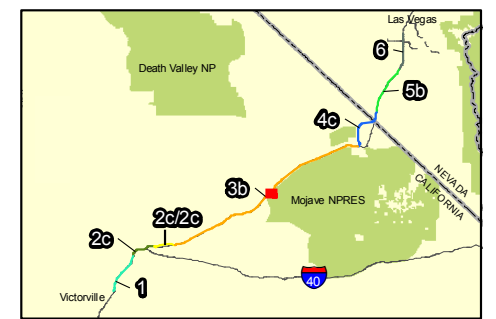 Las Vegas
6
Death Valley NP
5b
4c
NEVADA
CALIFORNIA
3b
Mojave NPRES
2c/2c
2c
40
1
Victorville